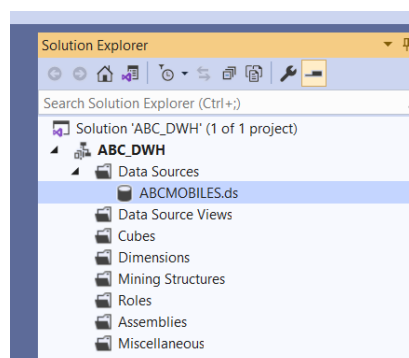 Solution Explorer
Search Solution Explorer (Ctrl+;)
Solution 'ABC_DWH' (1 of 1 project)
ABC_DWH
Data Sources
ABCMOBILES.ds
Data Source Views
Cubes
Dimensions
Mining Structures
Roles
Assemblies
Miscellaneous